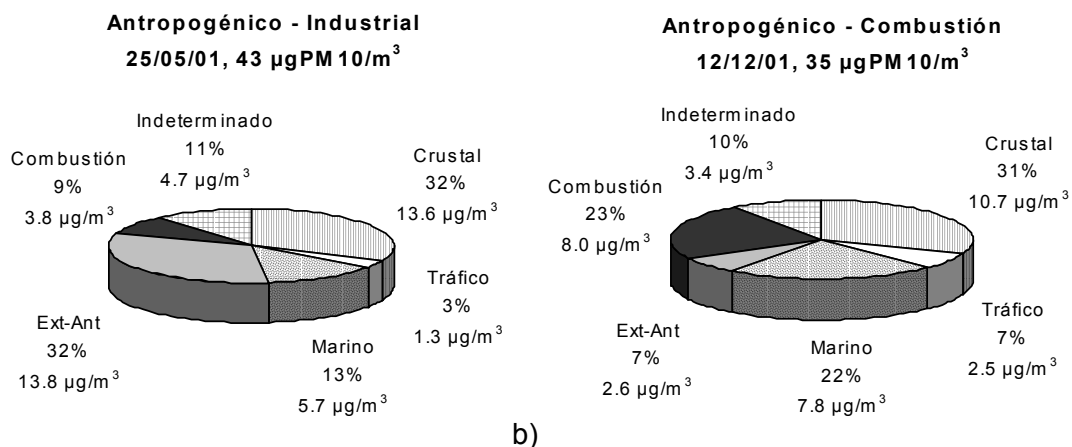 Antropogénico - Industrial
25/05/01, 43 µgPM10/m³
Indeterminado
11%
4.7 µg/m³
Combustión
9%
3.8 µg/m³
Crustal
32%
13.6 µg/m³
Tráfico
3%
1.3 µg/m³
Ext-Ant
32%
13.8 µg/m³
Marino
13%
5.7 µg/m³
Antropogénico - Combustión
12/12/01, 35 µgPM10/m³
Indeterminado
10%
3.4 µg/m³
Combustión
23%
8.0 µg/m³
Crustal
31%
10.7 µg/m³
Tráfico
7%
2.5 µg/m³
Ext-Ant
7%
2.6 µg/m³
Marino
22%
7.8 µg/m³
b)